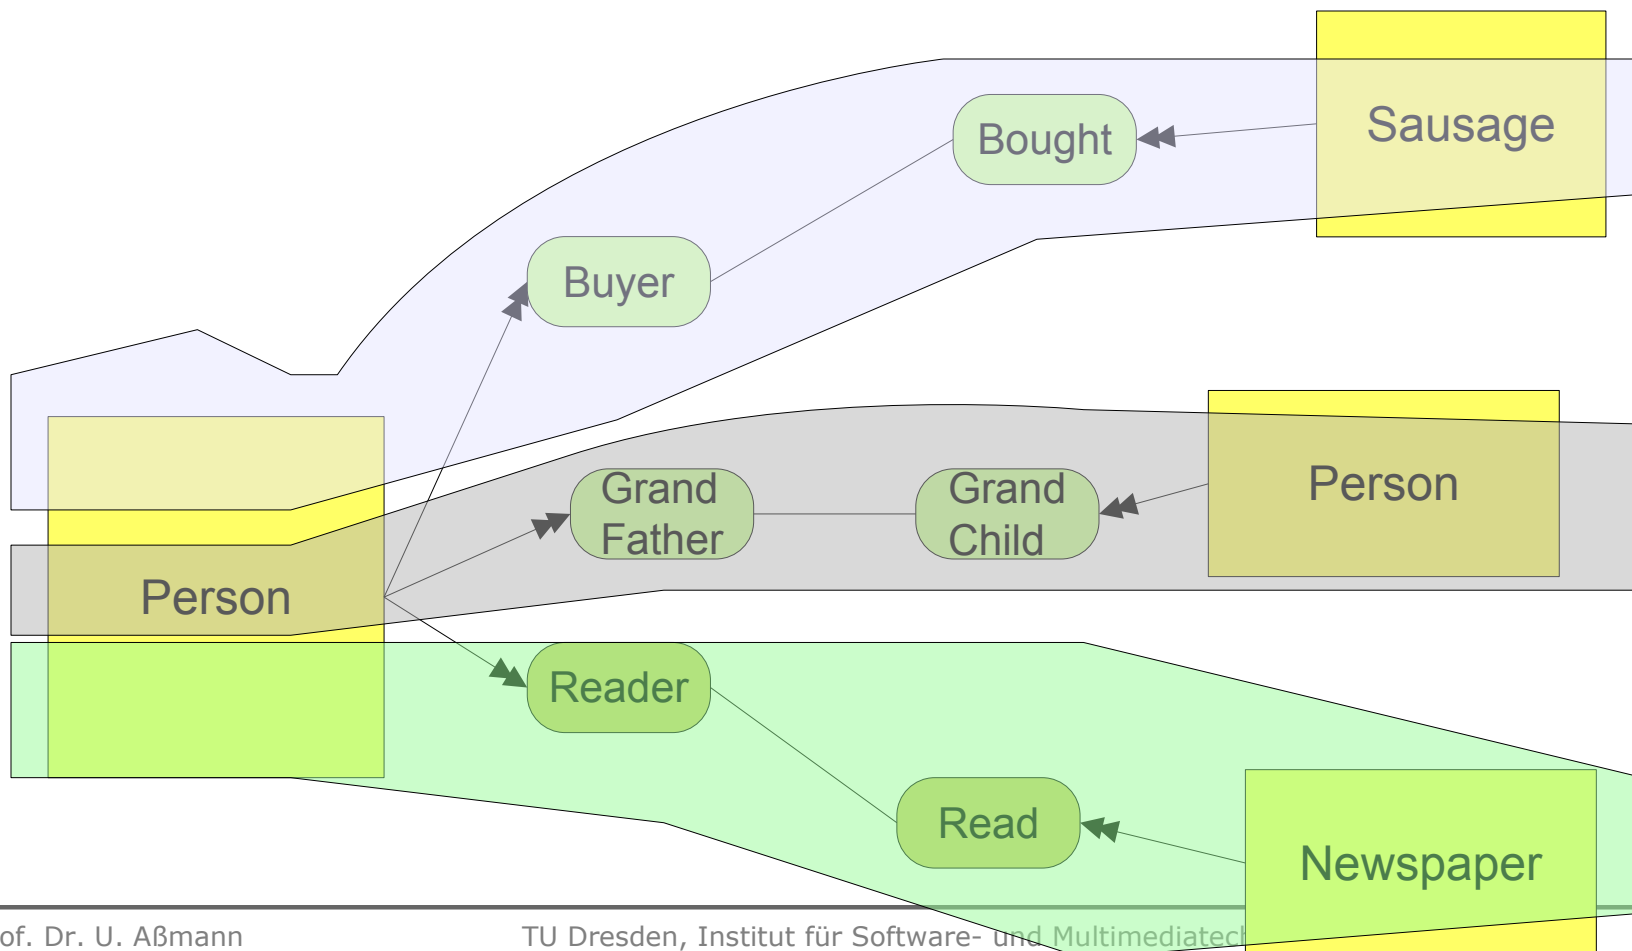 Sausage
Bought
Buyer
Grand
Father
Grand
Child
Person
Person
Reader
Read
Newspaper
of. Dr. U. Aßmann
TU Dresden, Institut für Software- und Multimediatech